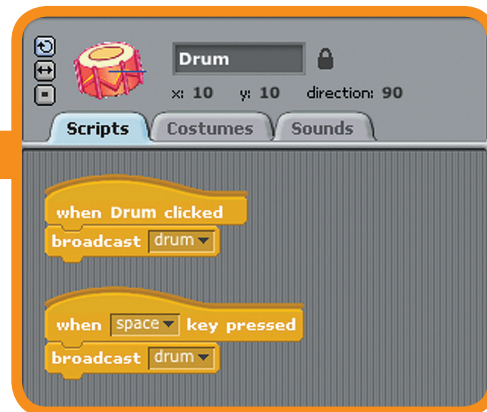 Drum
x: 10 y: 10 direction: 90
Scripts Costumes Sounds
when Drum clicked
broadcast drum
when space key pressed
broadcast drum